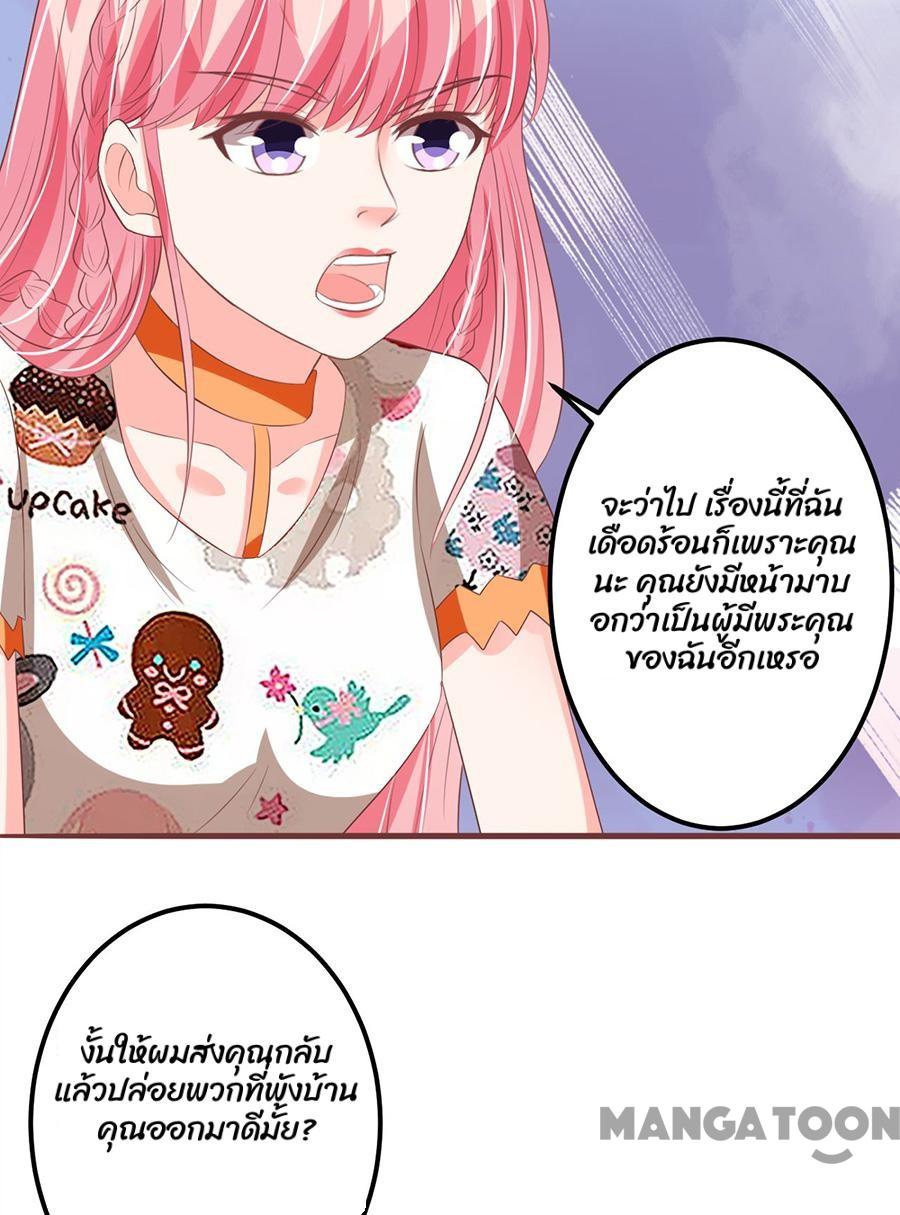 upcake
จะว่าไป เรื่องนี้ที่ฉัน
เดือดร้อนก็เพราะคุณ
นะ คุณยังมีหน้ามาบ
อกว่าเป็นผู้มีพระคุณ
ของฉันอีกเหรอ
งั้นให้ผมส่งคุณกลับ
แล้วปล่อยพวกที่พังบ้าน
คุณออกมาดีมั้ย?
MANGATOON